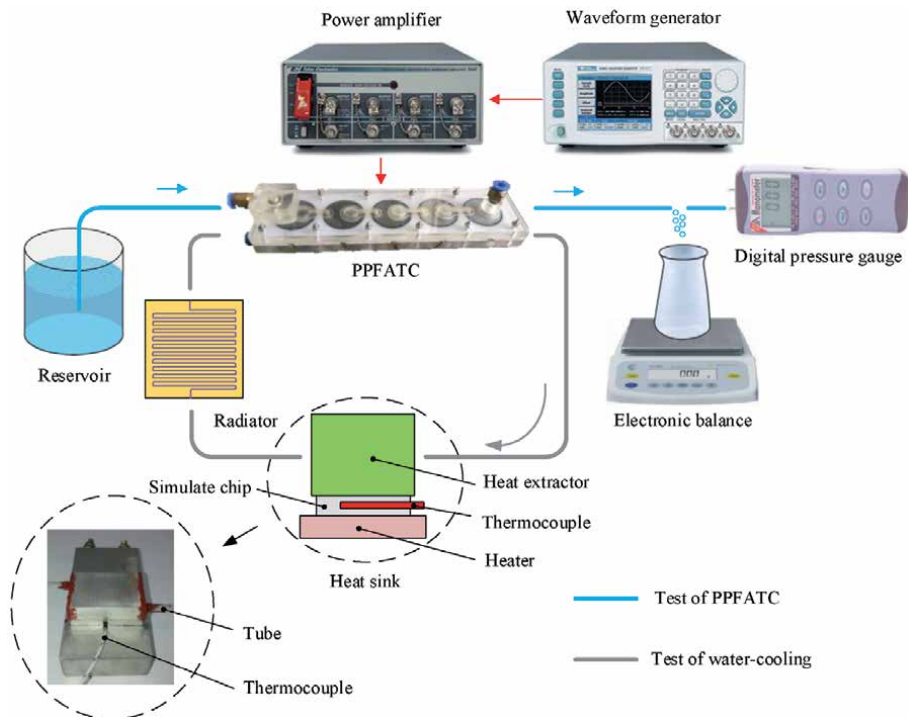 Power amplifier
Waveform generator
PPFATC
Digital pressure gauge
000
Reservoir
Radiator
Electronic balance
Simulate chip
Heat extractor
Thermocouple
Heater
Heat sink
Tube
Thermocouple
Test of PPFATC
Test of water-cooling